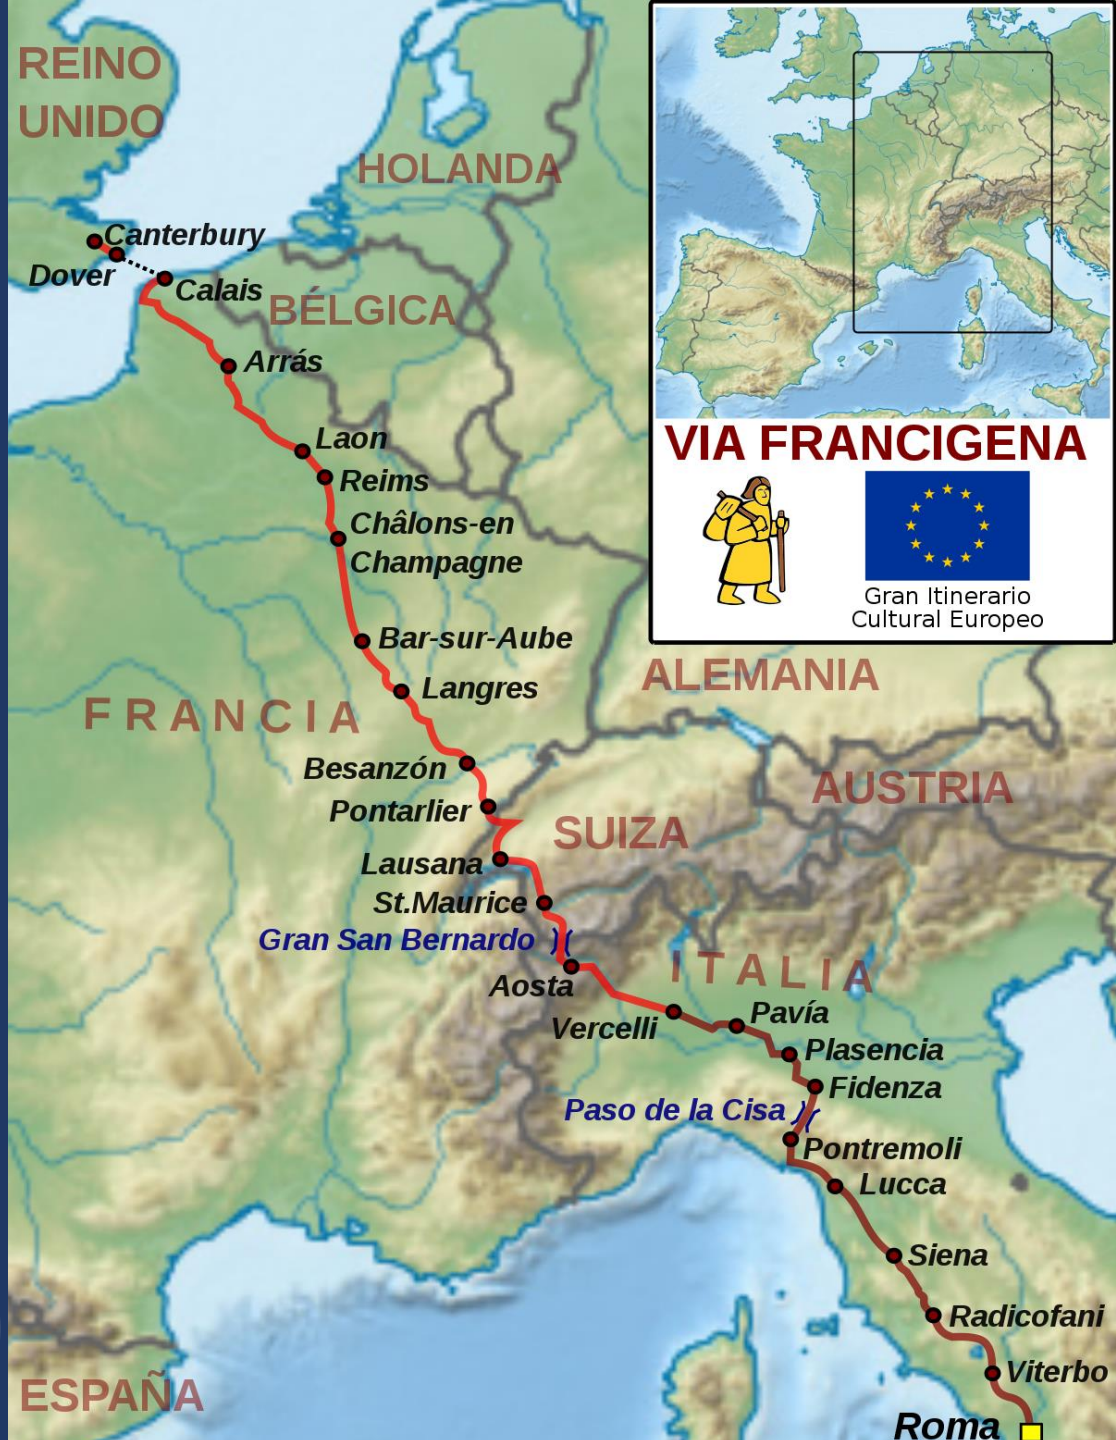 REINO
UNIDO
HOLANDA
Canterbury
Dover
Calais
BÉLGICA
Arrás
Laon
Reims
Châlons-en
Champagne
Bar-sur-Aube
Langres
FRANCIA
Besanzón
Pontarlier
Lausana
St.Maurice
Gran San Bernardo
Aosta
Vercelli
VIA FRANCIGENA
Gran Itinerario
Cultural Europeo
ALEMANIA
AUSTRIA
SUIZA
ITALIA
Pavía
Plasencia
Fidenza
Paso de la Cisa
Pontremoli
Lucca
Siena
Radicofani
Viterbo
Roma
ESPAÑA